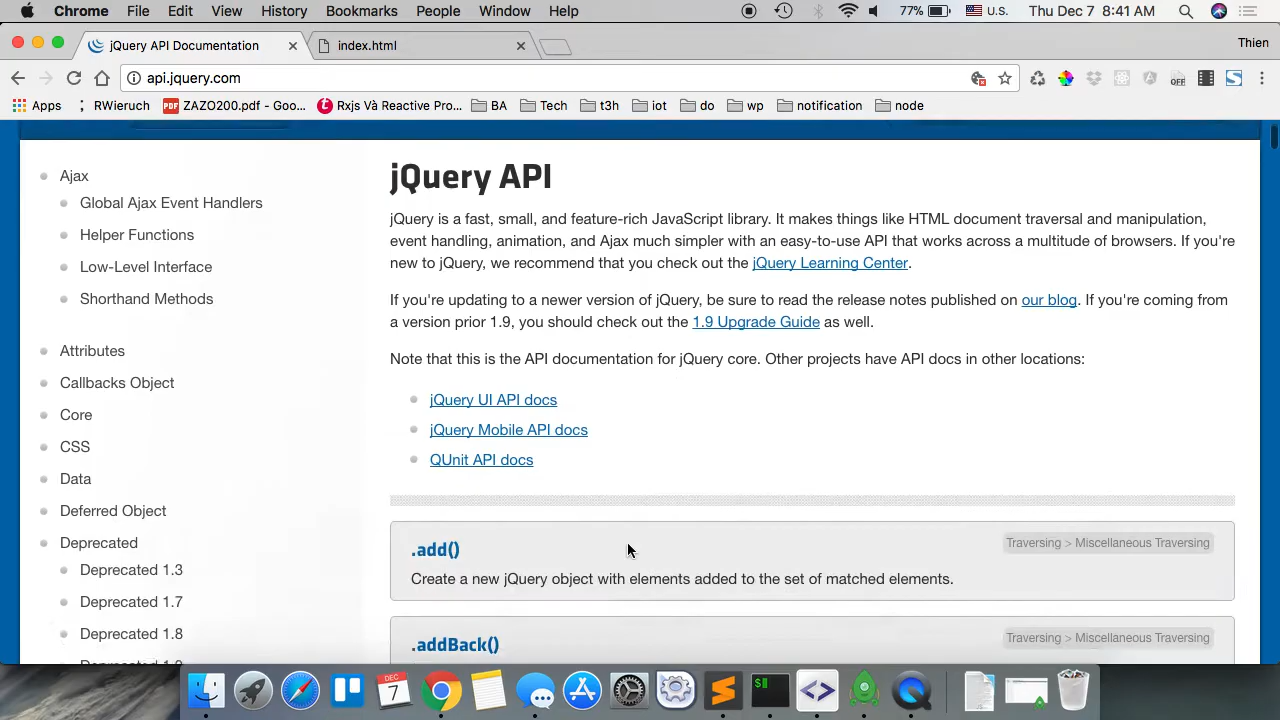 Chrome File Edit View History Bookmarks People Window Help 77% U.S. Thu Dec 7 8:41 AM
jQuery API Documentation index.html Thien
api.jquery.com
Apps RWieruch ZAZO200.pdf - Goo... Rxjs Và Reactive Pro... BA Tech t3h iot do wp notification node
Ajax
Global Ajax Event Handlers
Helper Functions
Low-Level Interface
Shorthand Methods
Attributes
Callbacks Object
Core
CSS
Data
Deferred Object
Deprecated
Deprecated 1.3
Deprecated 1.7
Deprecated 1.8
jQuery API
jQuery is a fast, small, and feature-rich JavaScript library. It makes things like HTML document traversal and manipulation,
event handling, animation, and Ajax much simpler with an easy-to-use API that works across a multitude of browsers. If you're
new to jQuery, we recommend that you check out the jQuery Learning Center.
If you're updating to a newer version of jQuery, be sure to read the release notes published on our blog. If you're coming from
a version prior 1.9, you should check out the 1.9 Upgrade Guide as well.
Note that this is the API documentation for jQuery core. Other projects have API docs in other locations:
jQuery UI API docs
jQuery Mobile API docs
QUnit API docs
.add() Traversing > Miscellaneous Traversing
Create a new jQuery object with elements added to the set of matched elements.
.addBack() Traversing > Miscellaneous Traversing
DEC
7